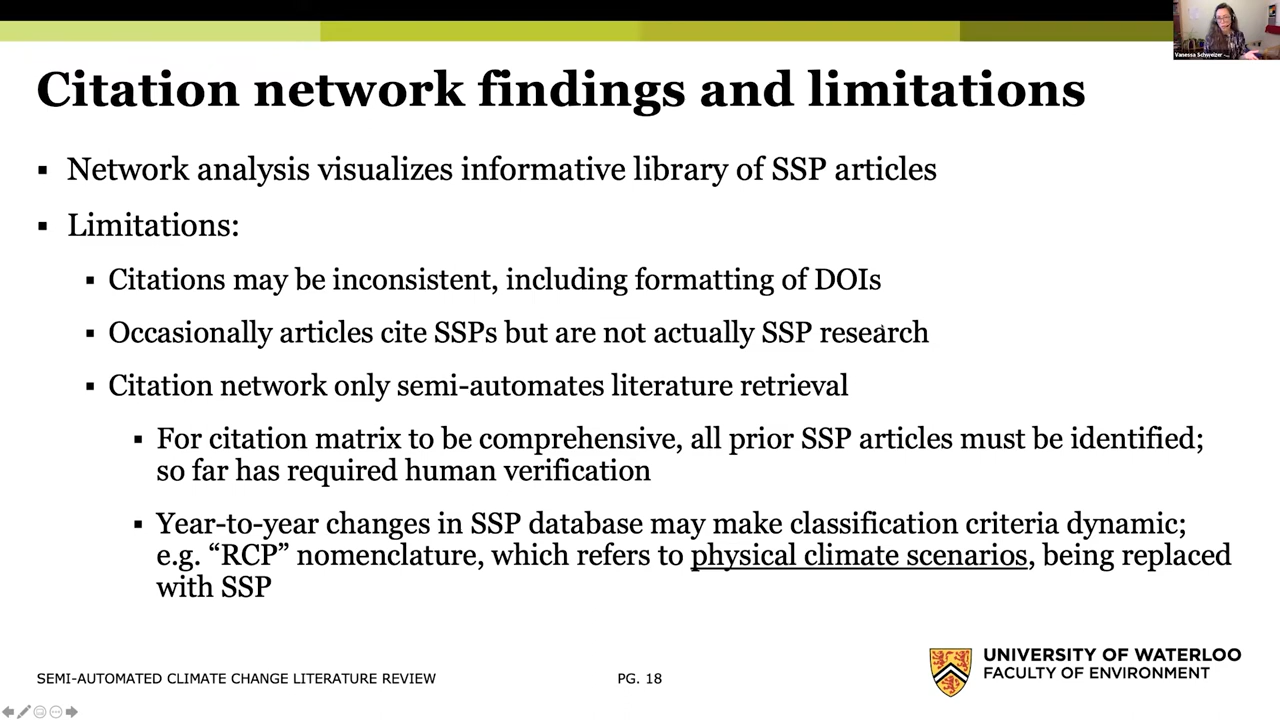 Vanessa Schweizer
Citation network findings and limitations
▪ Network analysis visualizes informative library of SSP articles
▪ Limitations:
▪ Citations may be inconsistent, including formatting of DOIs
▪ Occasionally articles cite SSPs but are not actually SSP research
▪ Citation network only semi-automates literature retrieval
▪ For citation matrix to be comprehensive, all prior SSP articles must be identified;
so far has required human verification
▪ Year-to-year changes in SSP database may make classification criteria dynamic;
e.g. “RCP” nomenclature, which refers to physical climate scenarios, being replaced
with SSP
SEMI-AUTOMATED CLIMATE CHANGE LITERATURE REVIEW
PG. 18
UNIVERSITY OF WATERLOO
FACULTY OF ENVIRONMENT